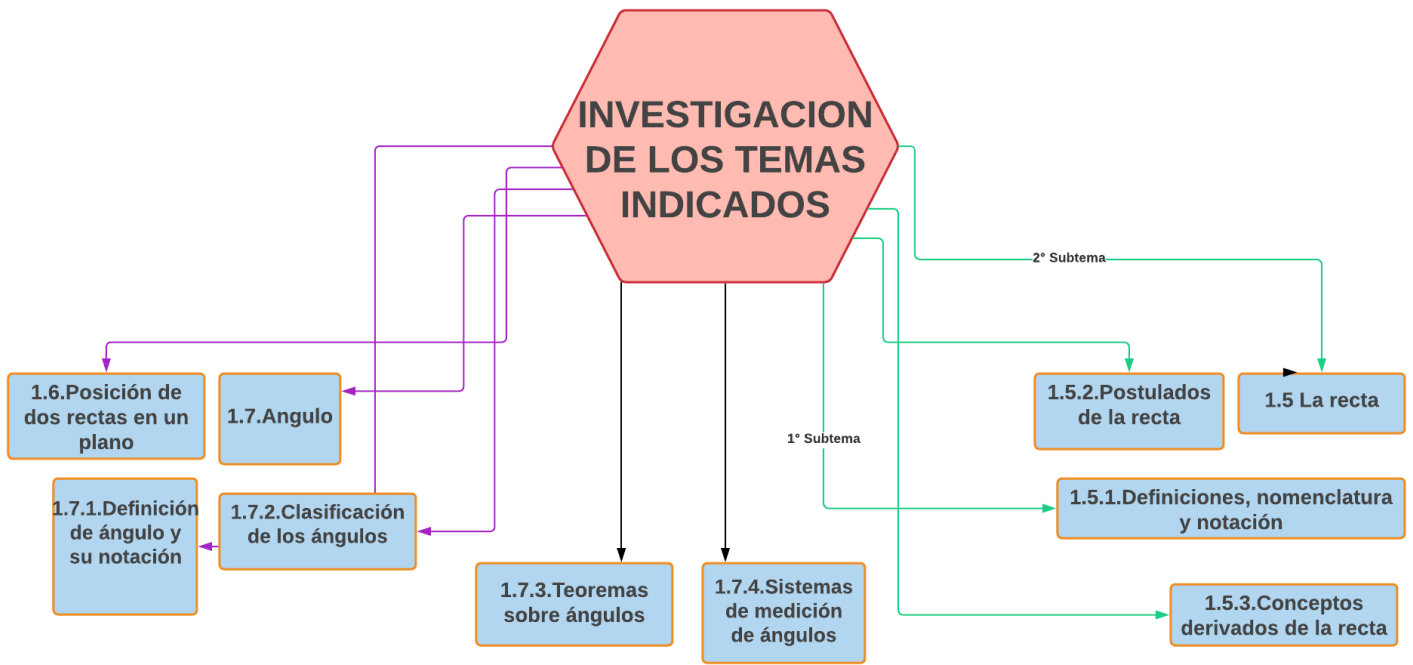 INVESTIGACION
DE LOS TEMAS
INDICADOS
2° Subtema
1.6.Posición de
dos rectas en un
plano
1.7.Angulo
1.5.2.Postulados
de la recta
1.5 La recta
1° Subtema
1.7.1.Definición
de ángulo y
su notación
1.7.2.Clasificación
de los ángulos
1.5.1.Definiciones, nomenclatura
y notación
1.7.3.Teoremas
sobre ángulos
1.7.4.Sistemas
de medición
de ángulos
1.5.3.Conceptos
derivados de la recta